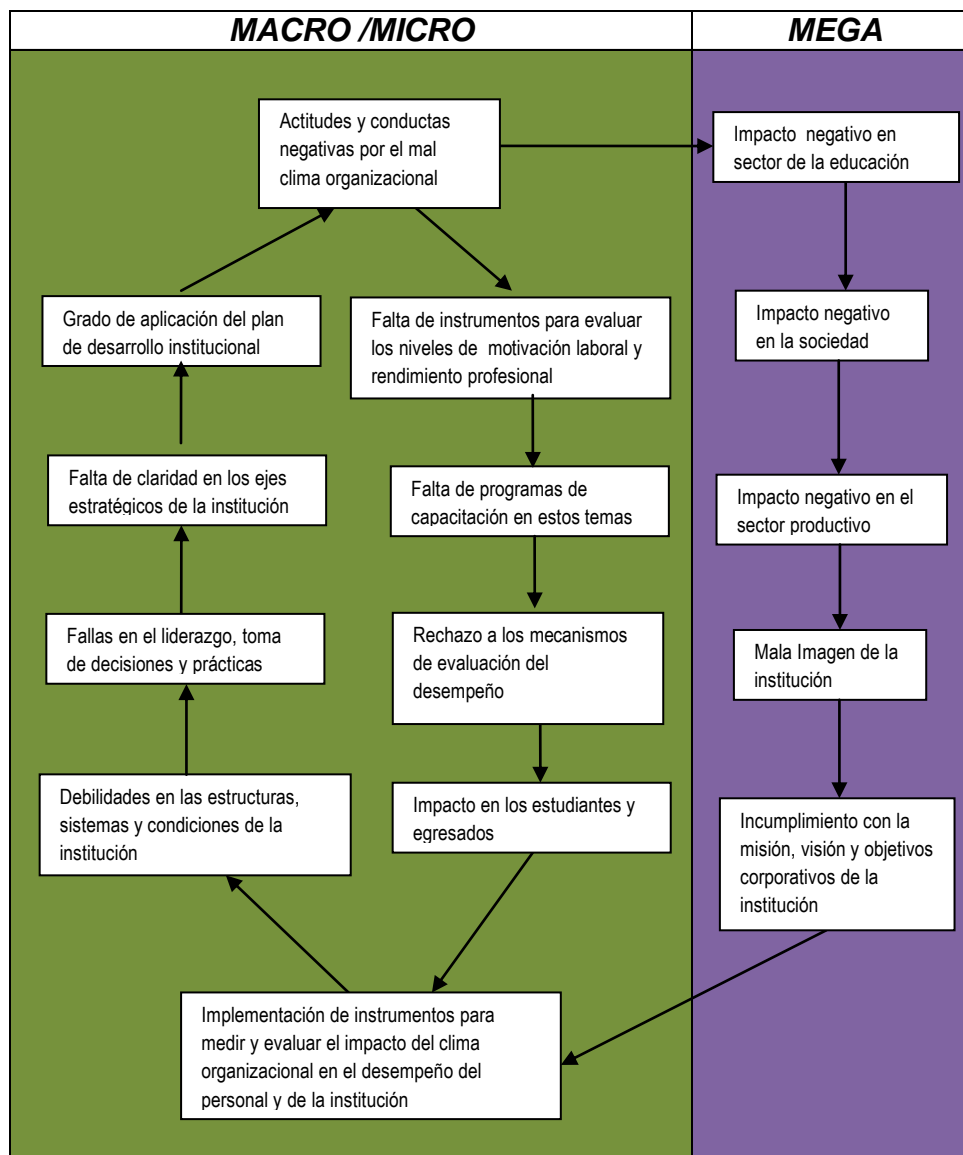 MACRO /MICRO
MEGA
Actitudes y conductas
negativas por el mal
clima organizacional
Impacto negativo en
sector de la educación
Grado de aplicación del plan
de desarrollo institucional
Falta de instrumentos para evaluar
los niveles de motivación laboral y
rendimiento profesional
Impacto negativo
en la sociedad
Falta de claridad en los ejes
estratégicos de la institución
Falta de programas de
capacitación en estos temas
Impacto negativo en el
sector productivo
Fallas en el liderazgo, toma
de decisiones y prácticas
Rechazo a los mecanismos
de evaluación del
desempeño
Mala Imagen de la
institución
Debilidades en las estructuras,
sistemas y condiciones de la
institución
Impacto en los estudiantes y
egresados
Incumplimiento con la
misión, visión y objetivos
corporativos de la
institución
Implementación de instrumentos para
medir y evaluar el impacto del clima
organizacional en el desempeño del
personal y de la institución